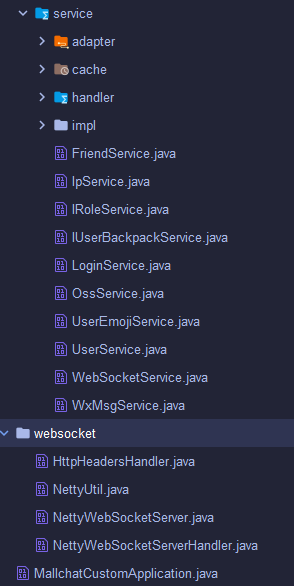 service
adapter
cache
handler
impl
FriendService.java
IpService.java
IRoleService.java
IUserBackpackService.java
LoginService.java
OssService.java
UserEmojiService.java
UserService.java
WebSocketService.java
WxMsgService.java
websocket
HttpHeadersHandler.java
NettyUtil.java
NettyWebSocketServer.java
NettyWebSocketServerHandler.java
MallchatCustomApplication.java